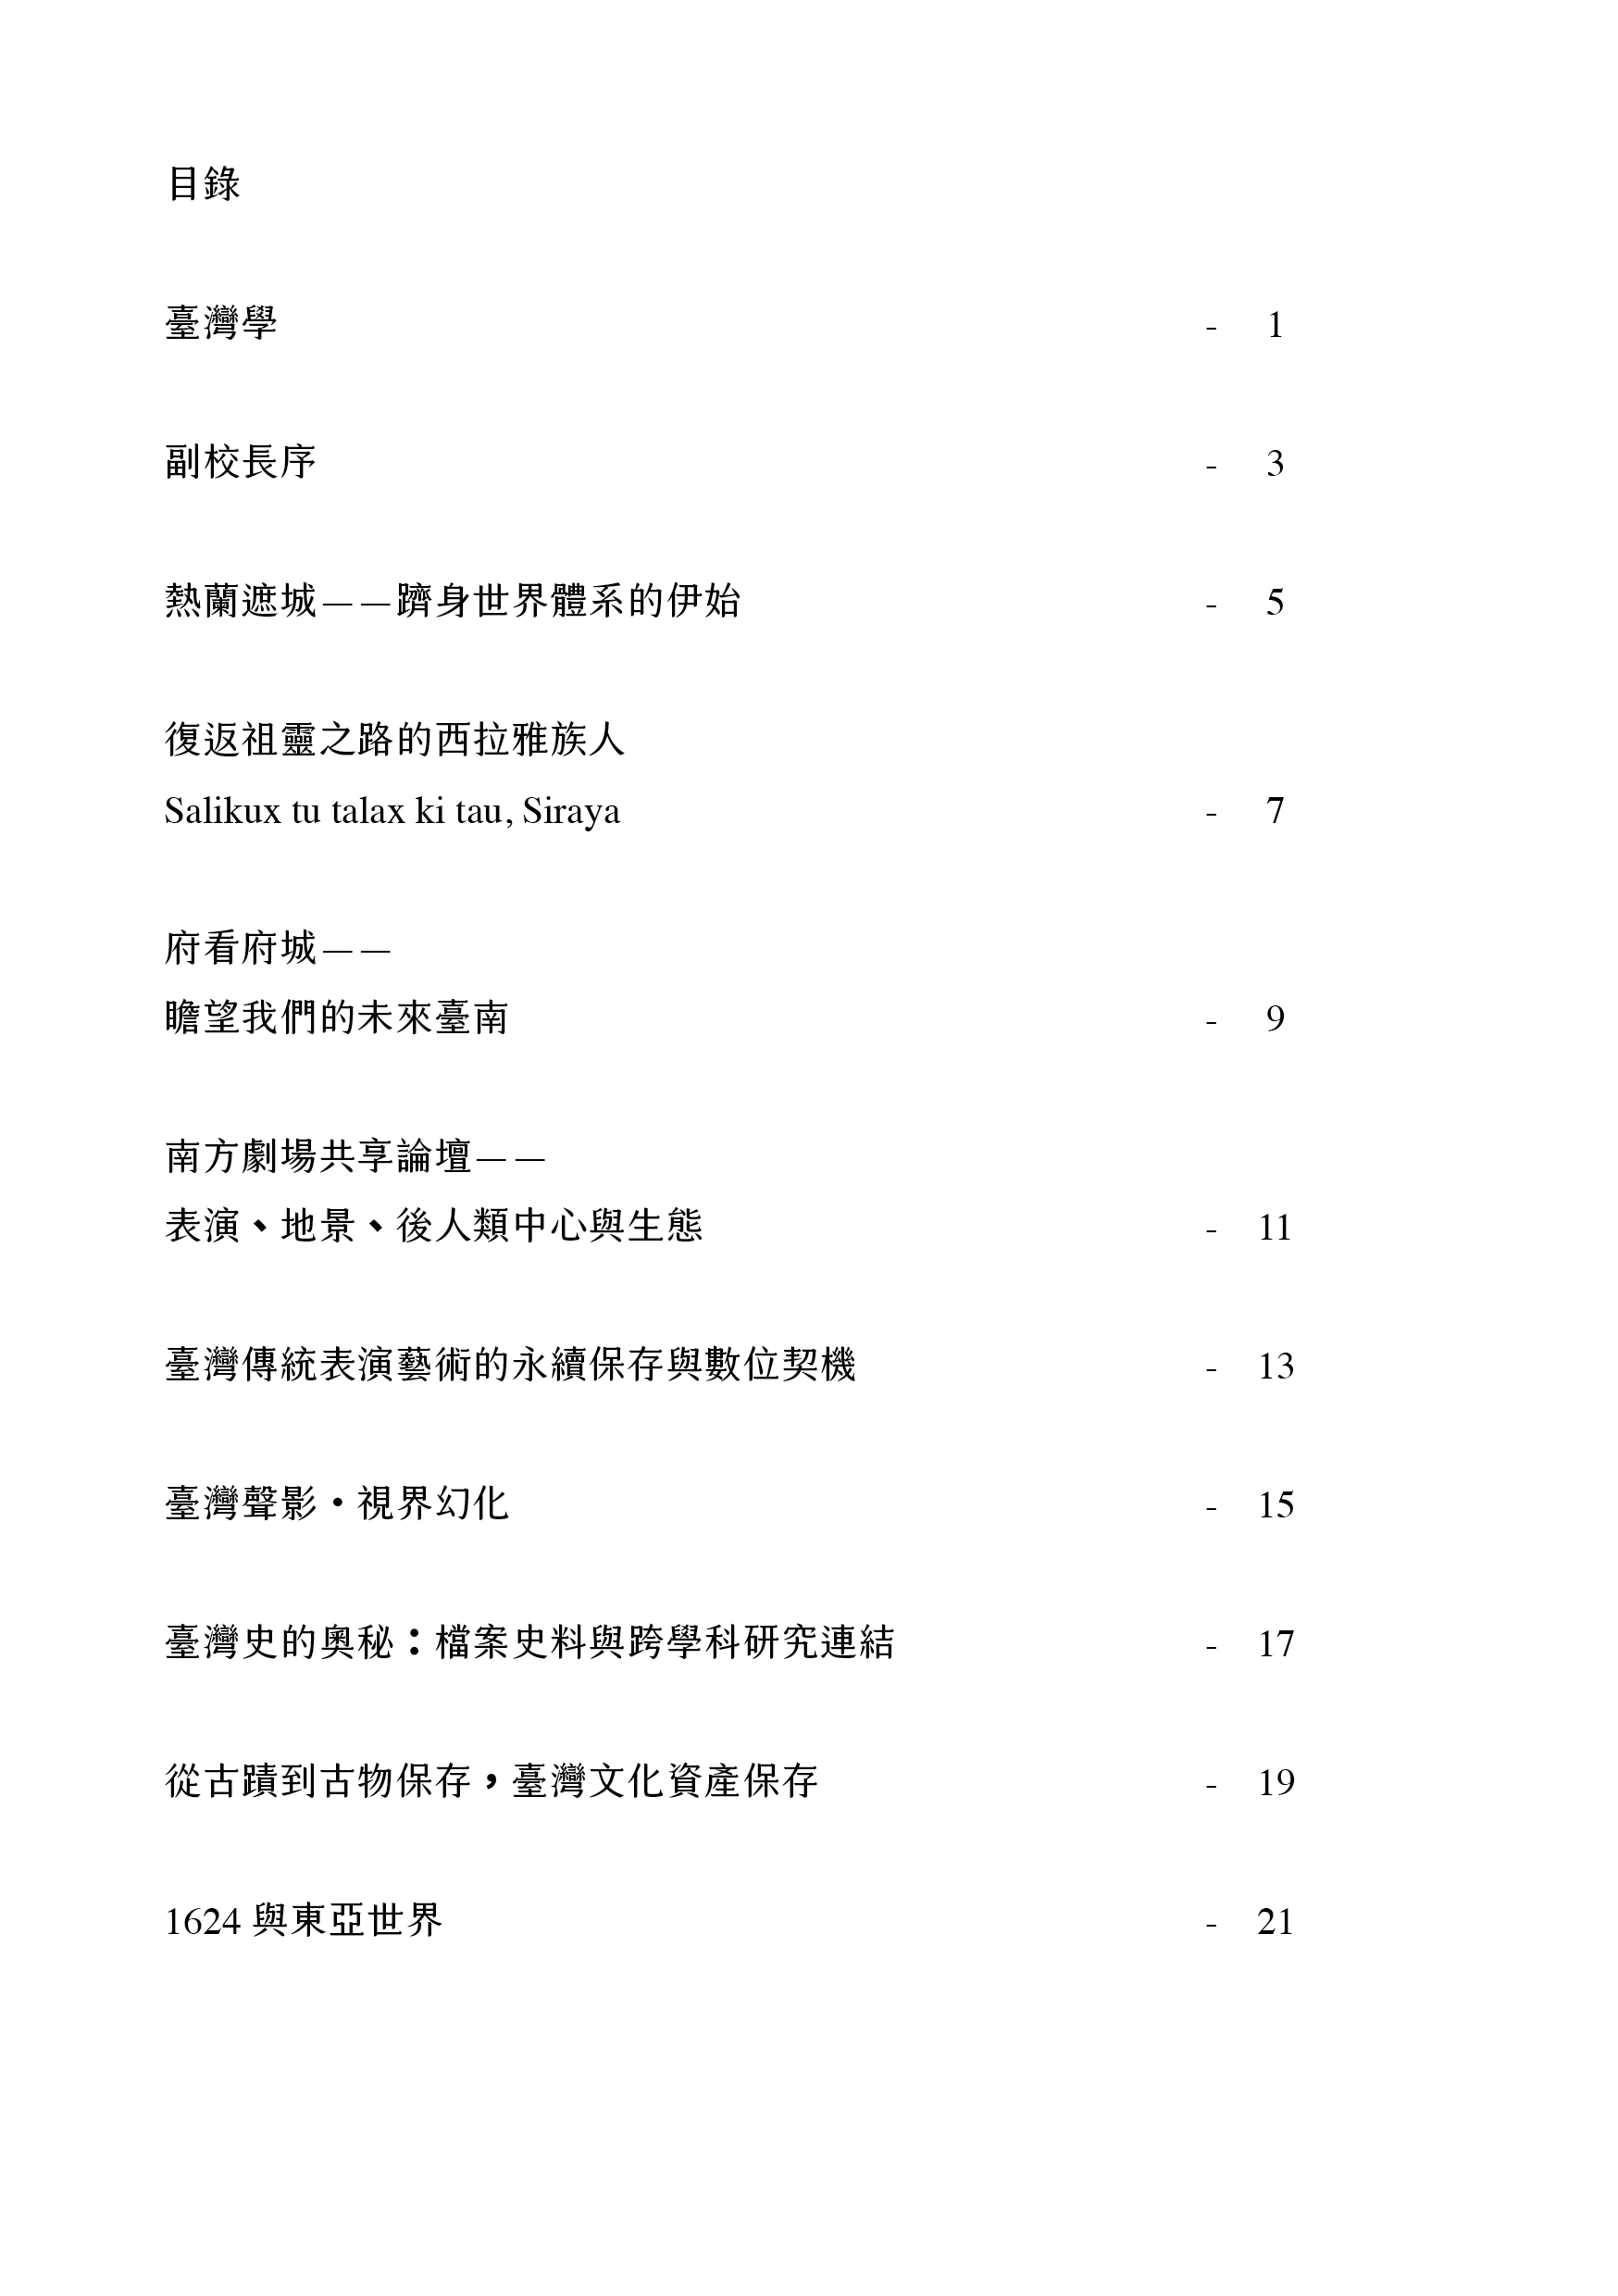 目錄
臺灣學 - 1
副校長序 - 3
熱蘭遮城——躋身世界體系的伊始 - 5
復返祖靈之路的西拉雅族人
Salikux tu talax ki tau, Siraya - 7
府看府城——
瞻望我們的未來臺南 - 9
南方劇場共享論壇——
表演、地景、後人類中心與生態 - 11
臺灣傳統表演藝術的永續保存與數位契機 - 13
臺灣聲影・視界幻化 - 15
臺灣史的奧秘：檔案史料與跨學科研究連結 - 17
從古蹟到古物保存，臺灣文化資產保存 - 19
1624 與東亞世界 - 21